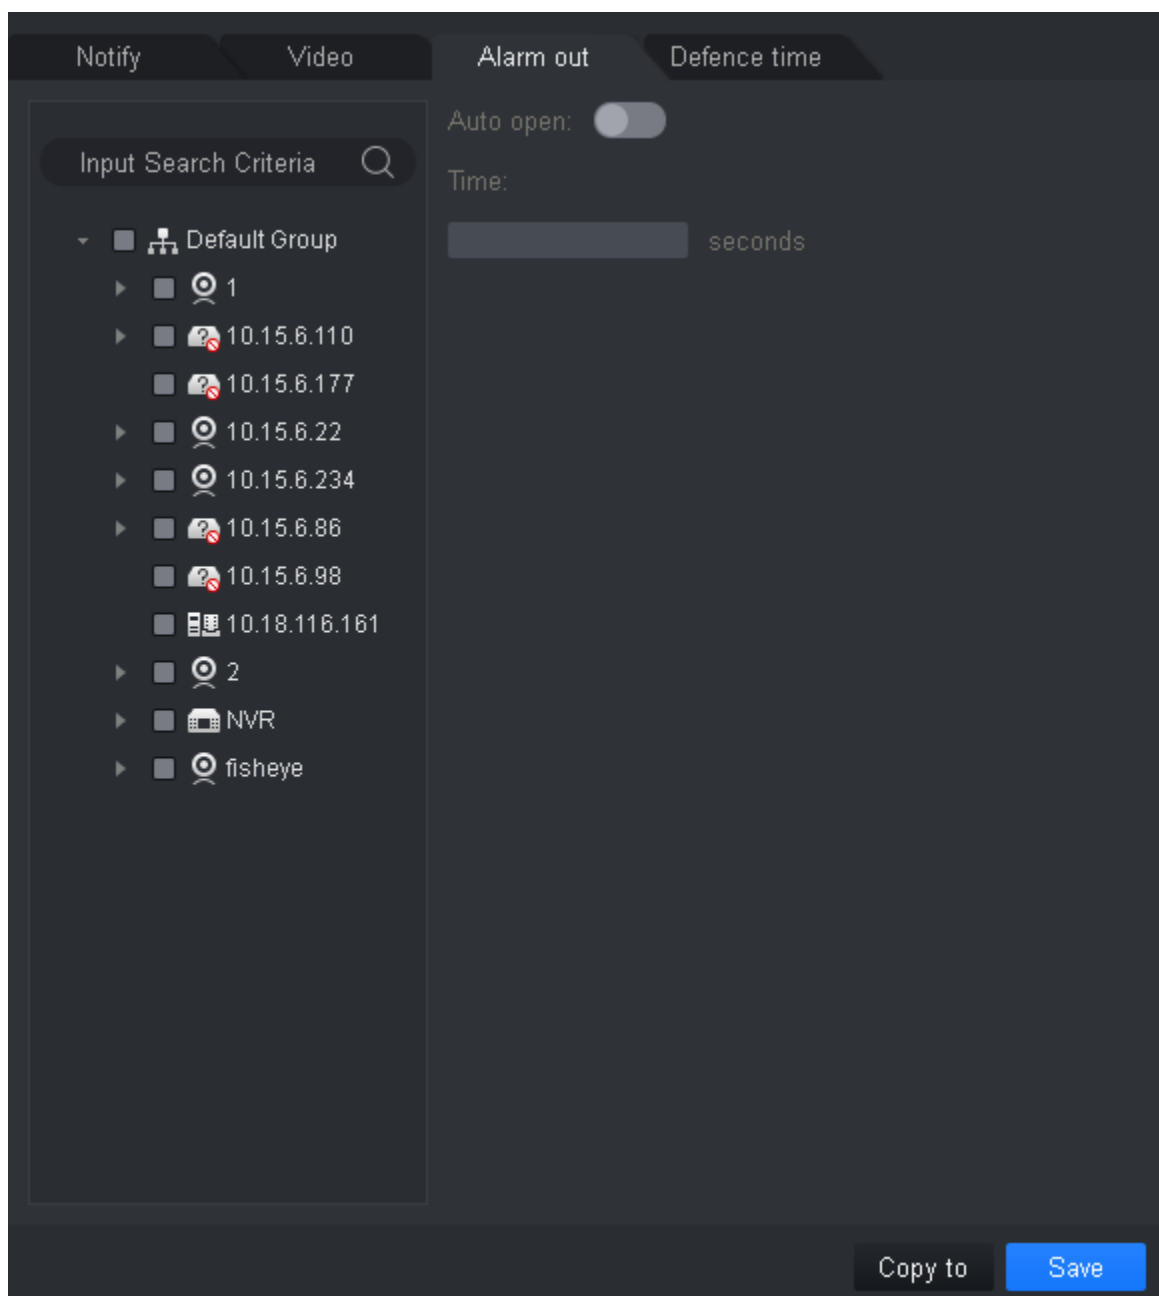 Notify Video Alarm out Defence time
Input Search Criteria
Default Group
1
10.15.6.110
10.15.6.177
10.15.6.22
10.15.6.234
10.15.6.86
10.15.6.98
10.18.116.161
2
NVR
fisheye
Auto open:
Time:
seconds
Copy to Save